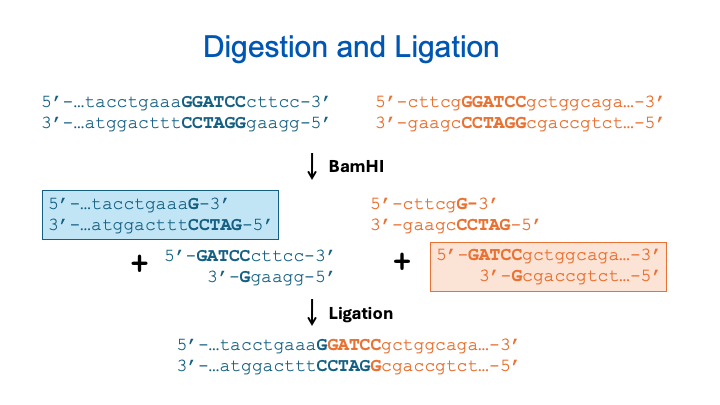 Digestion and Ligation
5’-…tacctgaaaGGATCCcttcc-3’
3’-…atggactttCCTAGGgaagg-5’
5’-cttcgGGATCCgctggcaga…-3’
3’-gaagcCCTAGGcgaccgtct…-5’
BamHI
5’-…tacctgaaaG-3’
3’-…atggactttCCTAG-5’
+
5’-GATCCcttcc-3’
3’-Ggaagg-5’
5’-cttcgG-3’
3’-gaagcCCTAG-5’
+
5’-GATCCgctggcaga…-3’
3’-Gcgaccgtct…-5’
Ligation
5’-…tacctgaaaGGATCCgctggcaga…-3’
3’-…atggactttCCTAGGcgaccgtct…-5’